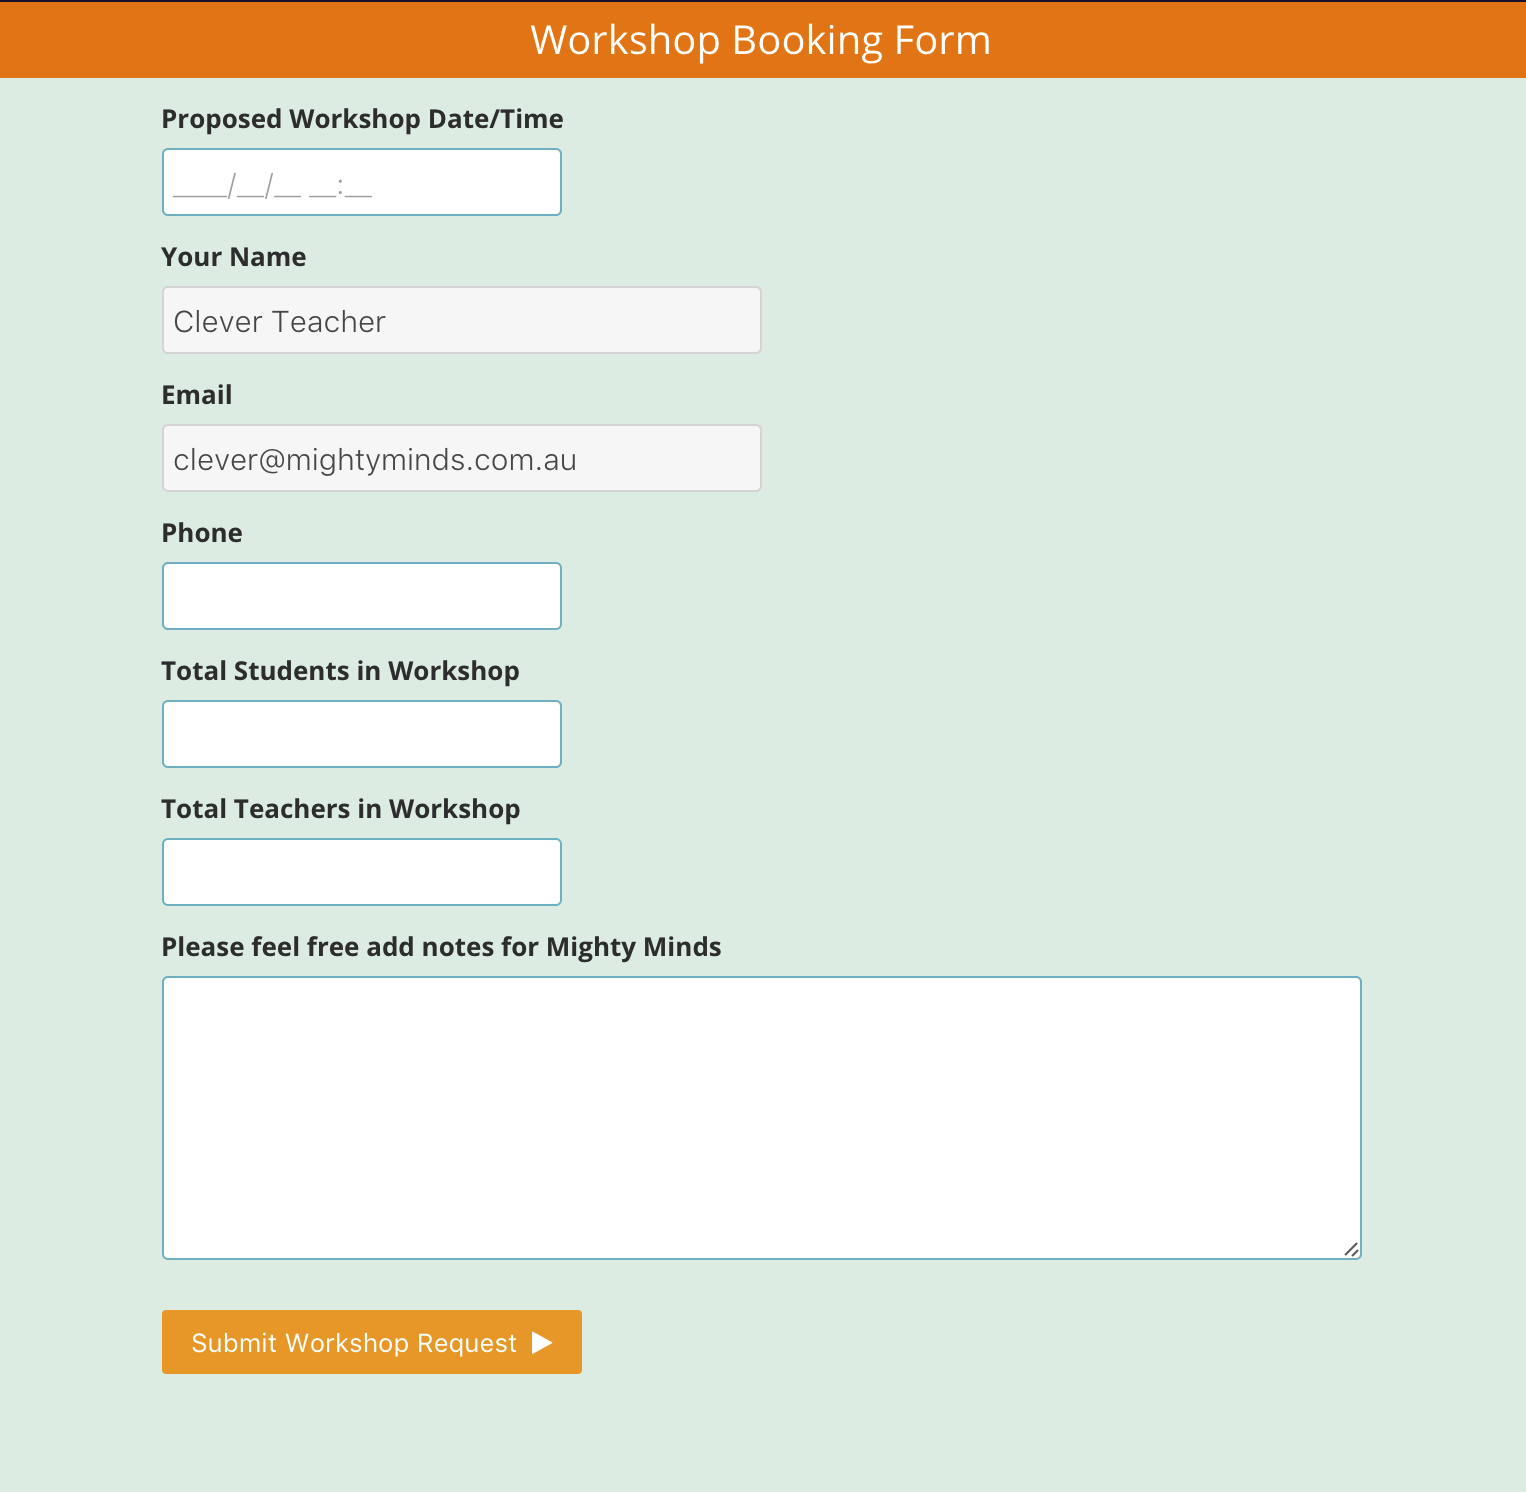 Workshop Booking Form
Proposed Workshop Date/Time
____/__/__ __:__
Your Name
Clever Teacher
Email
clever@mightyminds.com.au
Phone
Total Students in Workshop
Total Teachers in Workshop
Please feel free add notes for Mighty Minds
Submit Workshop Request